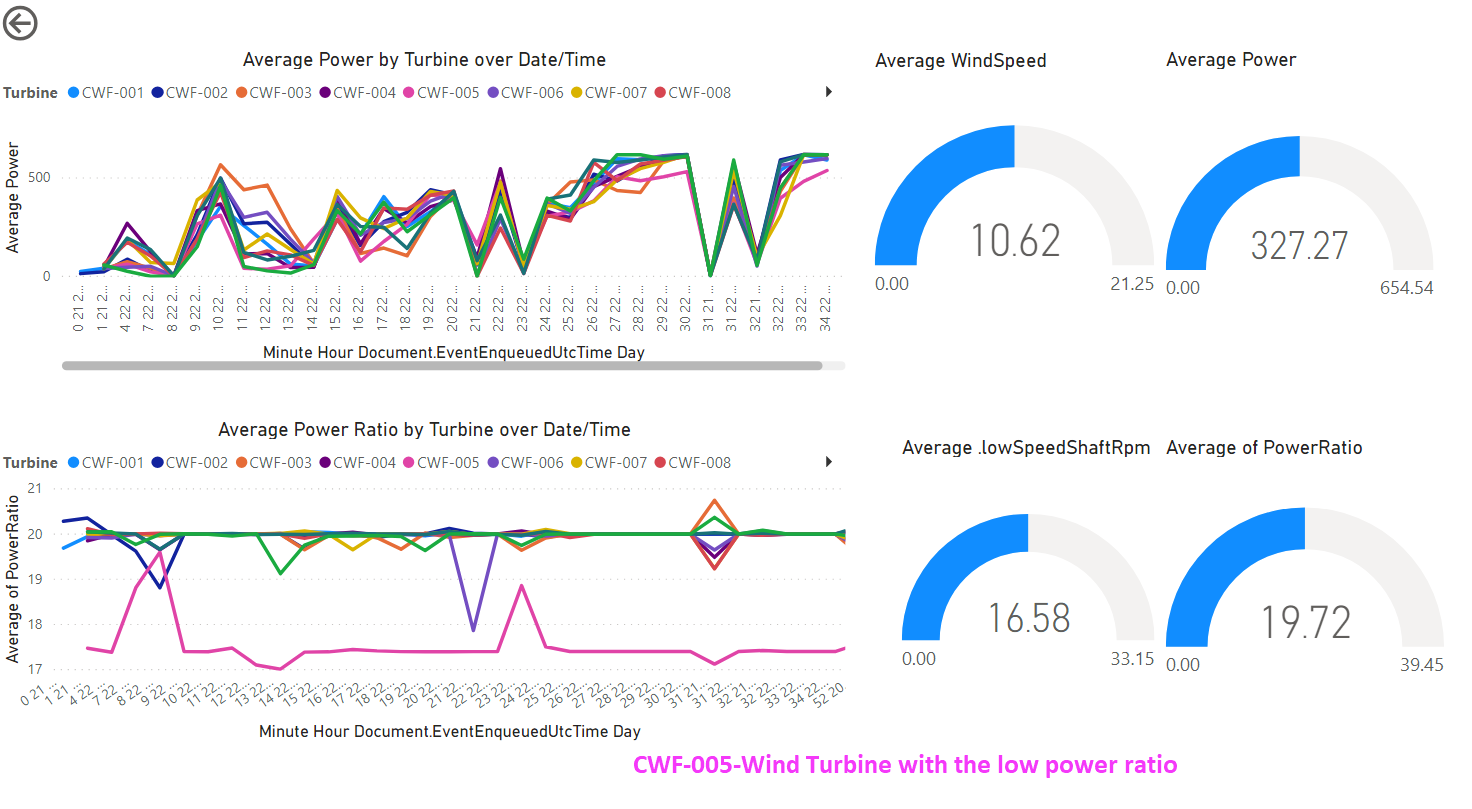 Average Power by Turbine over Date/Time
Turbine CWF-001 CWF-002 CWF-003 CWF-004 CWF-005 CWF-006 CWF-007 CWF-008
Average Power
500
0
0 21 2... 1 21 2... 4 22 2... 7 22 2... 8 22 2... 9 22 2... 10 22 ... 11 22 ... 12 22 ... 13 22 ... 14 22 ... 15 22 ... 16 22 ... 17 22 ... 18 22 ... 19 22 ... 20 22 ... 21 22 ... 22 22 ... 23 22 ... 24 22 ... 25 22 ... 26 22 ... 27 22 ... 28 22 ... 29 22 ... 30 22 ... 31 21 ... 31 22 ... 32 21 ... 32 22 ... 33 22 ... 34 22 ...
Minute Hour Document.EventEnqueuedUtcTime Day
Average WindSpeed
10.62
0.00
21.25
Average Power
327.27
0.00
654.54
Average Power Ratio by Turbine over Date/Time
Turbine CWF-001 CWF-002 CWF-003 CWF-004 CWF-005 CWF-006 CWF-007 CWF-008
Average of PowerRatio
21
20
19
18
17
0 21 ... 1 21 ... 4 22 ... 7 22 ... 8 22 ... 9 22 ... 10 22 ... 11 22 ... 12 22 ... 13 22 ... 14 22 ... 15 22 ... 16 22 ... 17 22 ... 18 22 ... 19 22 ... 20 22 ... 21 22 ... 22 22 ... 23 22 ... 24 22 ... 25 22 ... 26 22 ... 27 22 ... 28 22 ... 29 22 ... 30 22 ... 31 21 ... 31 22 ... 32 21 ... 32 22 ... 33 22 ... 34 22 ... 52 20
Minute Hour Document.EventEnqueuedUtcTime Day
Average .lowSpeedShaftRpm
16.58
0.00
33.15
Average of PowerRatio
19.72
0.00
39.45
CWF-005-Wind Turbine with the low power ratio